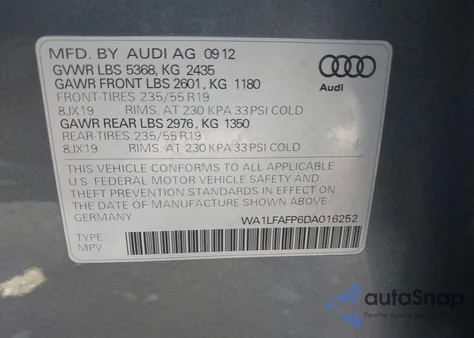 MFD. BY AUDI AG 09 12
GVWR LBS 5368, KG 2435
GAWR FRONT LBS 2601, KG 1180
FRONT-TIRES 235/55 R19
8JX19 RIMS, AT 230 KPA 33 PSI COLD
GAWR REAR LBS 2976, KG 1350
REAR-TIRES 235/55 R19
8JX19 RIMS, AT 230 KPA 33 PSI COLD
Audi
THIS VEHICLE CONFORMS TO ALL APPLICABLE
U.S. FEDERAL MOTOR VEHICLE SAFETY AND
THEFT PREVENTION STANDARDS IN EFFECT ON
THE DATE OF MANUFACTURE SHOWN ABOVE.
GERMANY WA1LFAFP6DA016252
TYPE:
MPV
autoSnap